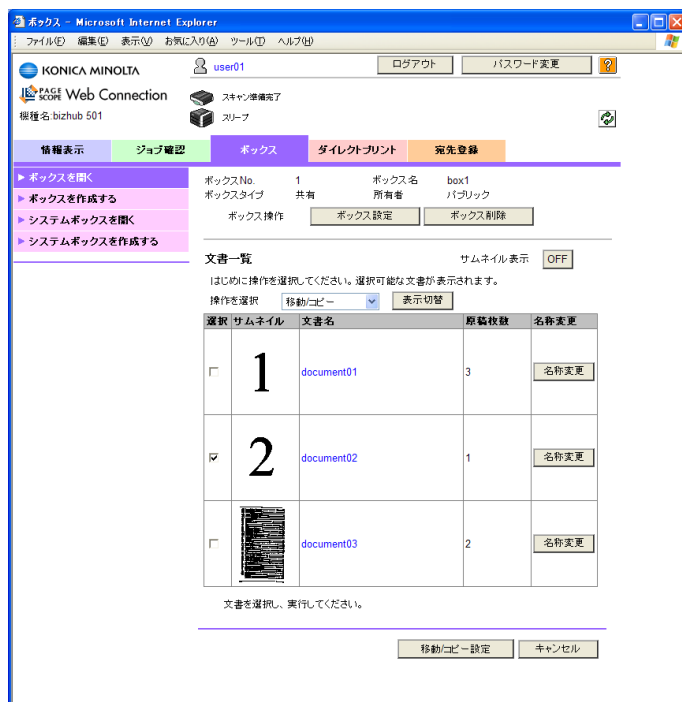 ボックス - Microsoft Internet Explorer
ファイル(F) 編集(E) 表示(V) お気に入り(A) ツール(T) ヘルプ(H)
KONICA MINOLTA
user01
ログアウト
パスワード変更
?
PAGE SCOPE Web Connection
スキャン準備完了
機種名:bizhub 501
スリープ
情報表示 ジョブ確認 ボックス ダイレクトプリント 宛先登録
ボックスを開く
ボックスを作成する
システムボックスを開く
システムボックスを作成する
ボックスNo. 1 ボックス名 box1
ボックスタイプ 共有 所有者 パブリック
ボックス操作 ボックス設定 ボックス削除
文書一覧 サムネイル表示 OFF
はじめに操作を選択してください。選択可能な文書が表示されます。
操作を選択 移動/コピー 表示切替
選択 サムネイル 文書名 原稿枚数 名称変更
1 document01 3 名称変更
2 document02 1 名称変更
document03 2 名称変更
文書を選択し、実行してください。
移動/コピー設定 キャンセル